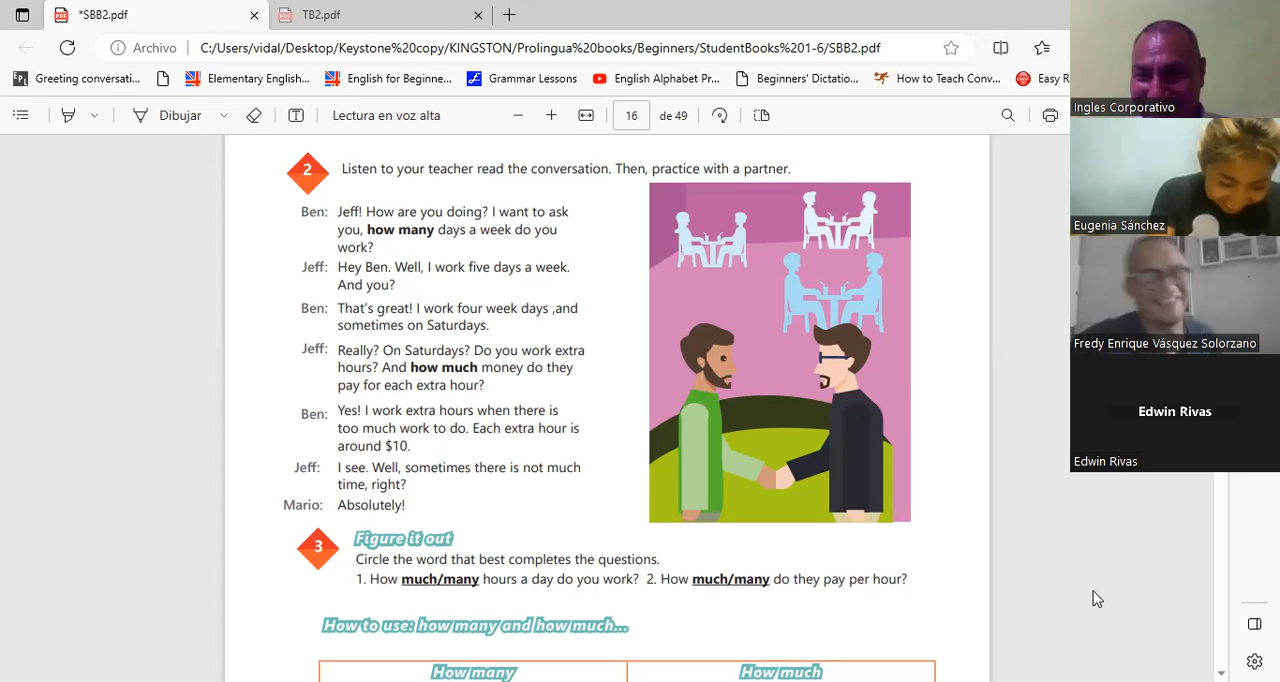 *SBB2.pdf
TB2.pdf
Archivo
C:/Users/vidal/Desktop/Keystone%20copy/KINGSTON/Prolingua%20books/Beginners/StudentBooks%201-6/SBB2.pdf
Greeting conversati...
Elementary English...
English for Beginne...
Grammar Lessons
English Alphabet Pr...
Beginners' Dictatio...
How to Teach Conv...
Easy R
Dibujar
Lectura en voz alta
16
de 49
2
Listen to your teacher read the conversation. Then, practice with a partner.
Ben: Jeff! How are you doing? I want to ask
you, how many days a week do you
work?
Jeff: Hey Ben. Well, I work five days a week.
And you?
Ben: That's great! I work four week days ,and
sometimes on Saturdays.
Jeff: Really? On Saturdays? Do you work extra
hours? And how much money do they
pay for each extra hour?
Ben: Yes! I work extra hours when there is
too much work to do. Each extra hour is
around $10.
Jeff: I see. Well, sometimes there is not much
time, right?
Mario: Absolutely!
3
Figure it out
Circle the word that best completes the questions.
1. How much/many hours a day do you work? 2. How much/many do they pay per hour?
How to use: how many and how much...
How many
How much
Ingles Corporativo
Eugenia Sánchez
Fredy Enrique Vásquez Solorzano
Edwin Rivas
Edwin Rivas